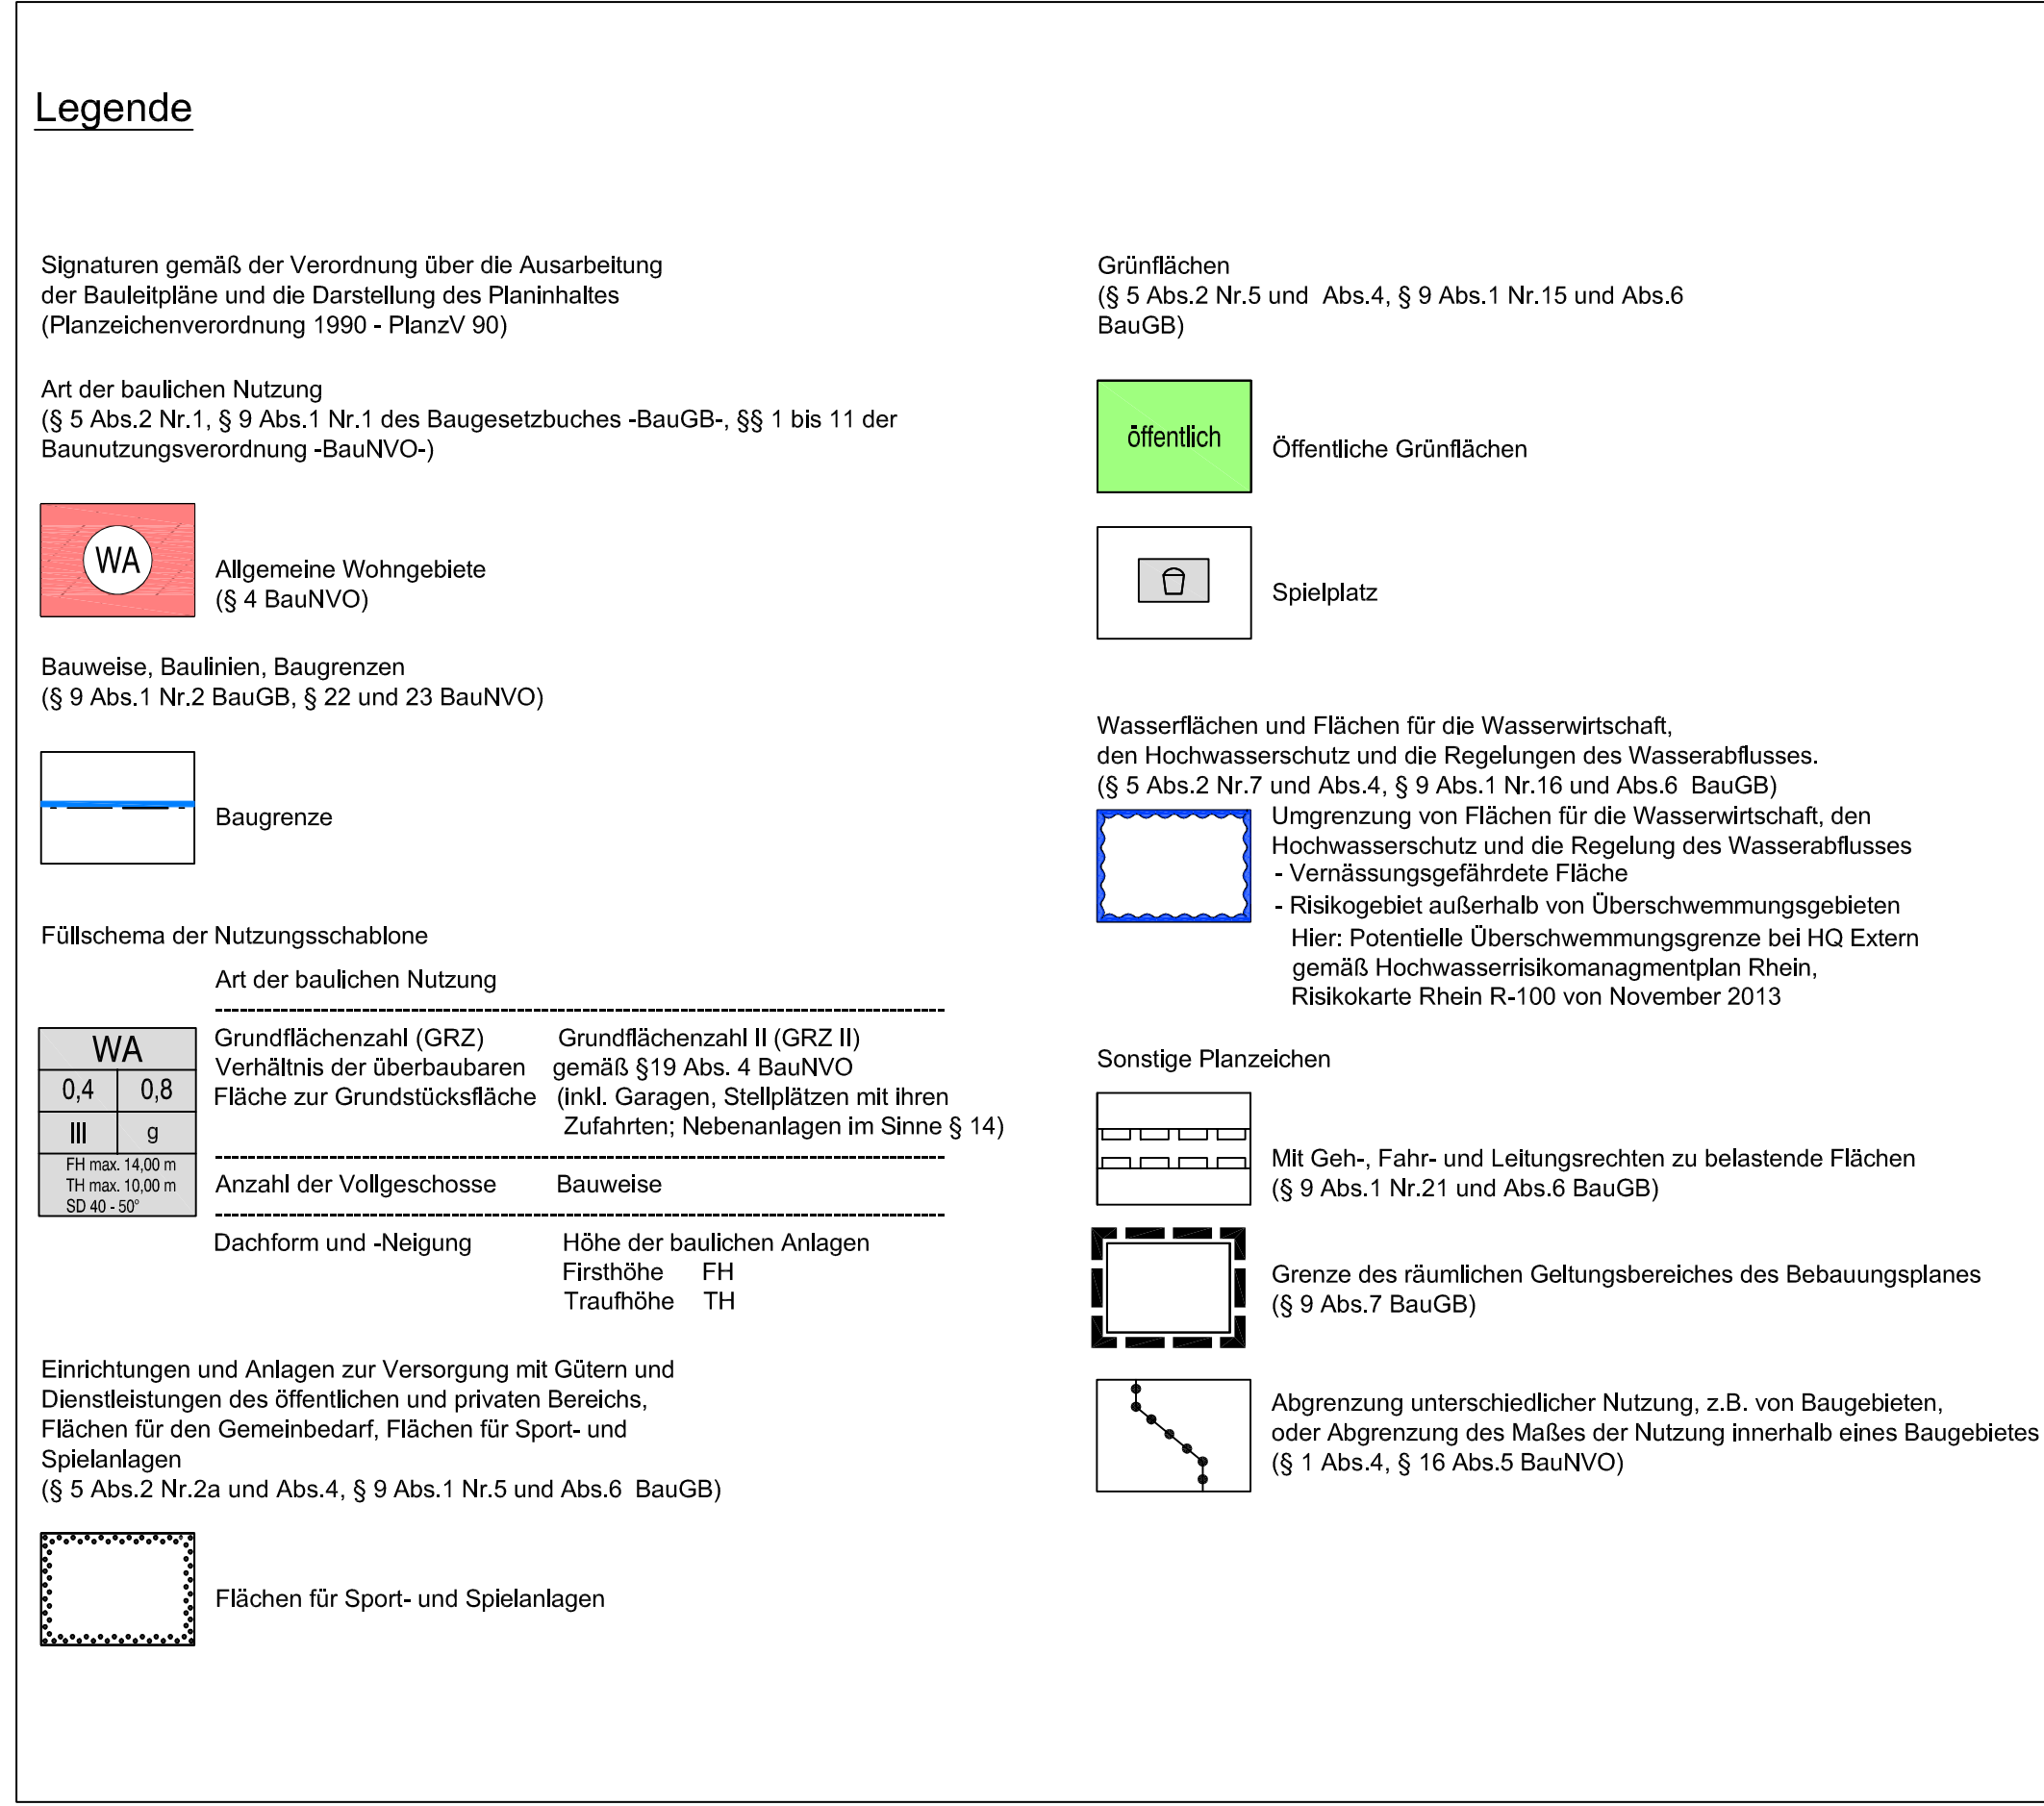 Legende
Signaturen gemäß der Verordnung über die Ausarbeitung
der Bauleitpläne und die Darstellung des Planinhaltes
(Planzeichenverordnung 1990 - PlanzV 90)
Art der baulichen Nutzung
(§ 5 Abs.2 Nr.1, § 9 Abs.1 Nr.1 des Baugesetzbuches -BauGB-, §§ 1 bis 11 der
Baunutzungsverordnung -BauNVO-)
WA
Allgemeine Wohngebiete
(§ 4 BauNVO)
Bauweise, Baulinien, Baugrenzen
(§ 9 Abs.1 Nr.2 BauGB, § 22 und 23 BauNVO)
Baugrenze
Füllschema der Nutzungsschablone
Art der baulichen Nutzung
WA
0,4 0,8
III g
FH max. 14,00 m
TH max. 10,00 m
SD 40 - 50°
Grundflächenzahl (GRZ) Grundflächenzahl II (GRZ II)
Verhältnis der überbaubaren gemäß §19 Abs. 4 BauNVO
Fläche zur Grundstücksfläche (inkl. Garagen, Stellplätzen mit ihren
Zufahrten; Nebenanlagen im Sinne § 14)
Anzahl der Vollgeschosse Bauweise
Dachform und -Neigung Höhe der baulichen Anlagen
Firsthöhe FH
Traufhöhe TH
Einrichtungen und Anlagen zur Versorgung mit Gütern und
Dienstleistungen des öffentlichen und privaten Bereichs,
Flächen für den Gemeinbedarf, Flächen für Sport- und
Spielanlagen
(§ 5 Abs.2 Nr.2a und Abs.4, § 9 Abs.1 Nr.5 und Abs.6 BauGB)
Flächen für Sport- und Spielanlagen
Grünflächen
(§ 5 Abs.2 Nr.5 und Abs.4, § 9 Abs.1 Nr.15 und Abs.6
BauGB)
öffentlich
Öffentliche Grünflächen
Spielplatz
Wasserflächen und Flächen für die Wasserwirtschaft,
den Hochwasserschutz und die Regelungen des Wasserabflusses.
(§ 5 Abs.2 Nr.7 und Abs.4, § 9 Abs.1 Nr.16 und Abs.6 BauGB)
Umgrenzung von Flächen für die Wasserwirtschaft, den
Hochwasserschutz und die Regelung des Wasserabflusses
- Vernässungsgefährdete Fläche
- Risikogebiet außerhalb von Überschwemmungsgebieten
Hier: Potentielle Überschwemmungsgrenze bei HQ Extern
gemäß Hochwasserrisikomanagmentplan Rhein,
Risikokarte Rhein R-100 von November 2013
Sonstige Planzeichen
Mit Geh-, Fahr- und Leitungsrechten zu belastende Flächen
(§ 9 Abs.1 Nr.21 und Abs.6 BauGB)
Grenze des räumlichen Geltungsbereiches des Bebauungsplanes
(§ 9 Abs.7 BauGB)
Abgrenzung unterschiedlicher Nutzung, z.B. von Baugebieten,
oder Abgrenzung des Maßes der Nutzung innerhalb eines Baugebietes
(§ 1 Abs.4, § 16 Abs.5 BauNVO)